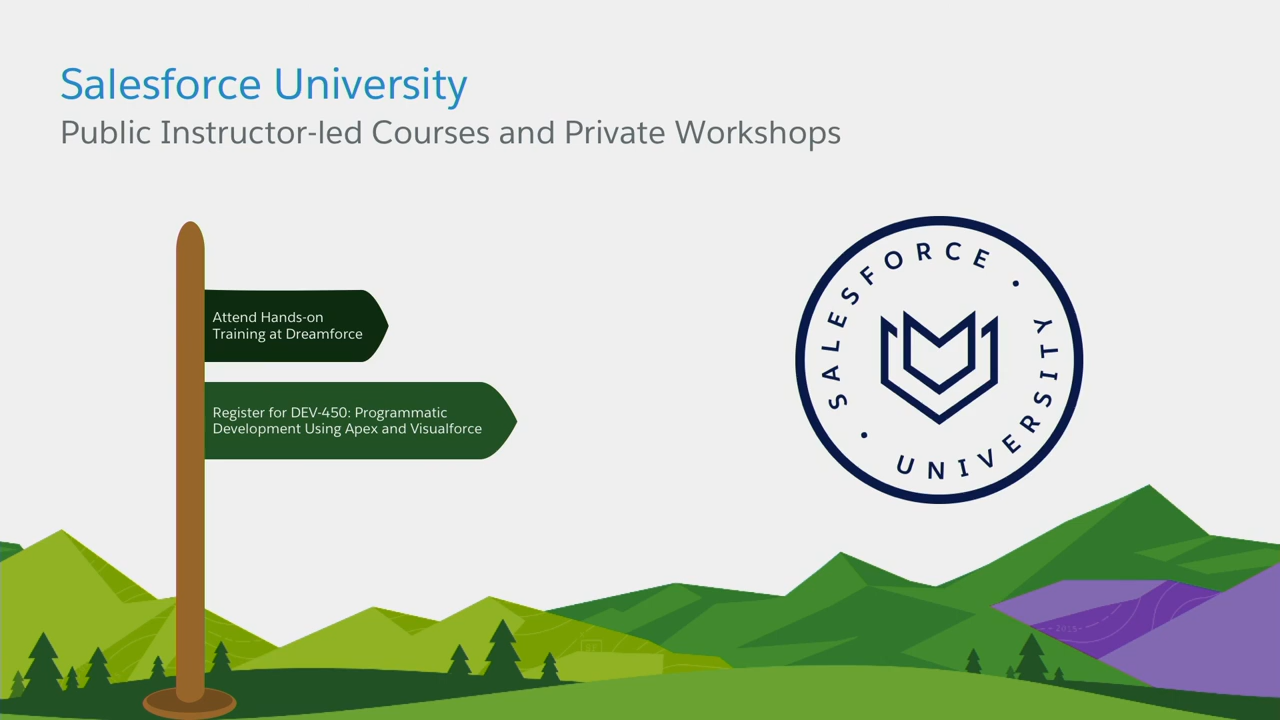 Salesforce University
Public Instructor-led Courses and Private Workshops
Attend Hands-on
Training at Dreamforce
Register for DEV-450: Programmatic
Development Using Apex and Visualforce
SALESFORCE • UNIVERSITY •